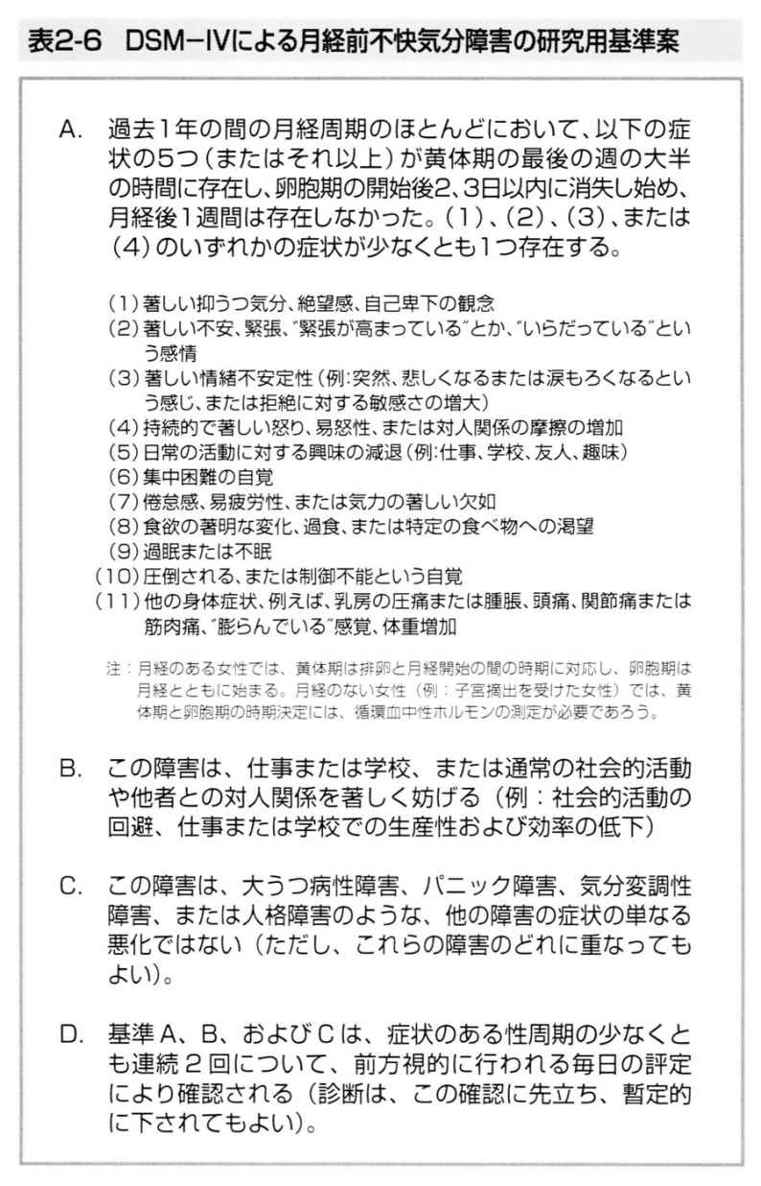 表2-6 DSM－Ⅳによる月経前不快気分障害の研究用基準案
A. 過去1年の間の月経周期のほとんどにおいて、以下の症
状の5つ（またはそれ以上）が黄体期の最後の週の大半
の時間に存在し、卵胞期の開始後2、3日以内に消失し始め、
月経後1週間は存在しなかった。（1）、（2）、（3）、または
（4）のいずれかの症状が少なくとも1つ存在する。
（1）著しい抑うつ気分、絶望感、自己卑下の観念
（2）著しい不安、緊張、"緊張が高まっている"とか、"いらだっている"とい
う感情
（3）著しい情緒不安定性（例:突然、悲しくなるまたは涙もろくなるとい
う感じ、または拒絶に対する敏感さの増大）
（4）持続的で著しい怒り、易怒性、または対人関係の摩擦の増加
（5）日常の活動に対する興味の減退（例:仕事、学校、友人、趣味）
（6）集中困難の自覚
（7）倦怠感、易疲労性、または気力の著しい欠如
（8）食欲の著明な変化、過食、または特定の食べ物への渇望
（9）過眠または不眠
（10）圧倒される、または制御不能という自覚
（11）他の身体症状、例えば、乳房の圧痛または腫脹、頭痛、関節痛または
筋肉痛、"膨らんでいる"感覚、体重増加
注：月経のある女性では、黄体期は排卵と月経開始の間の時期に対応し、卵胞期は
月経とともに始まる。月経のない女性（例：子宮摘出を受けた女性）では、黄
体期と卵胞期の時期決定には、循環血中性ホルモンの測定が必要であろう。
B. この障害は、仕事または学校、または通常の社会的活動
や他者との対人関係を著しく妨げる（例：社会的活動の
回避、仕事または学校での生産性および効率の低下）
C. この障害は、大うつ病性障害、パニック障害、気分変調性
障害、または人格障害のような、他の障害の症状の単なる
悪化ではない（ただし、これらの障害のどれに重なっても
よい）。
D. 基準A、B、およびCは、症状のある性周期の少なくと
も連続2回について、前方視的に行われる毎日の評定
により確認される（診断は、この確認に先立ち、暫定的
に下されてもよい）。